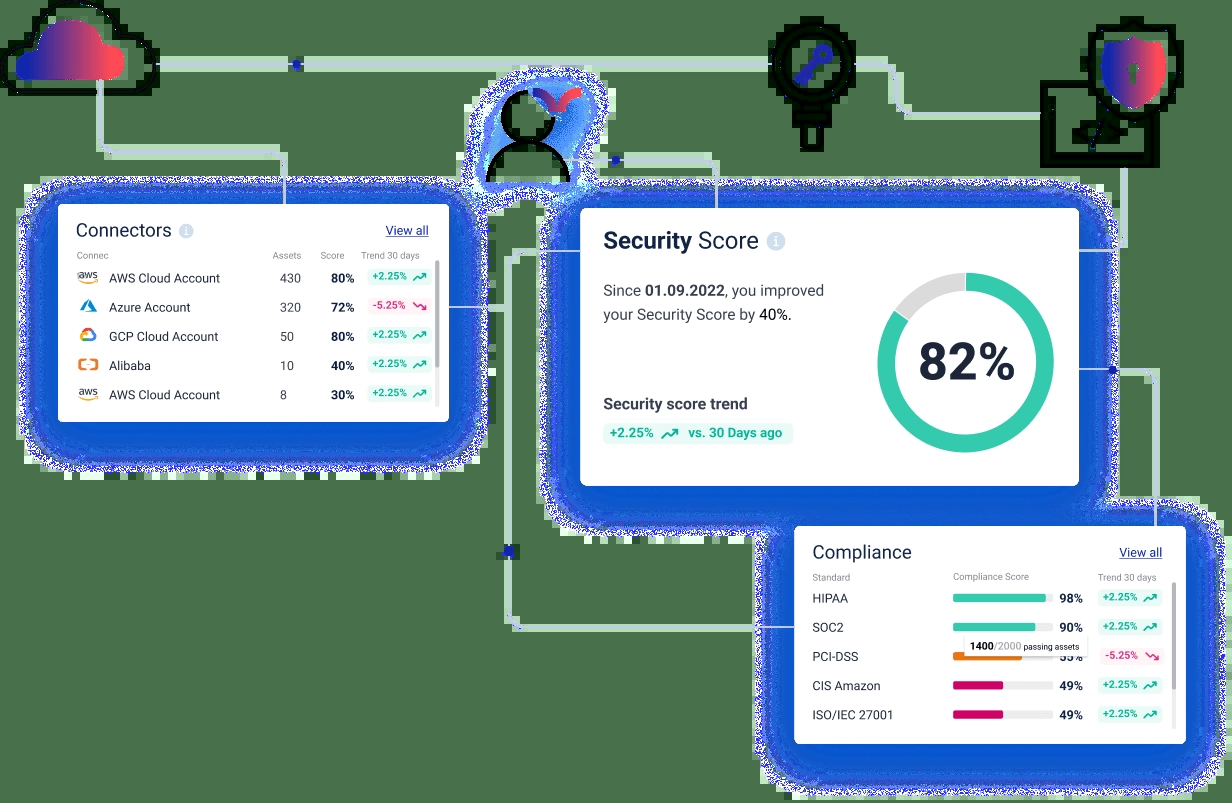 Connectors
View all
Connec Assets Score Trend 30 days
aws AWS Cloud Account 430 80% +2.25%
Azure Account 320 72% -5.25%
GCP Cloud Account 50 80% +2.25%
Alibaba 10 40% +2.25%
aws AWS Cloud Account 8 30% +2.25%
Security Score
Since 01.09.2022, you improved
your Security Score by 40%.
82%
Security score trend
+2.25% vs. 30 Days ago
Compliance
View all
Standard Compliance Score Trend 30 days
HIPAA 98% +2.25%
SOC2 90% +2.25%
1400/2000 passing assets
PCI-DSS -5.25%
CIS Amazon 49% +2.25%
ISO/IEC 27001 49% +2.25%